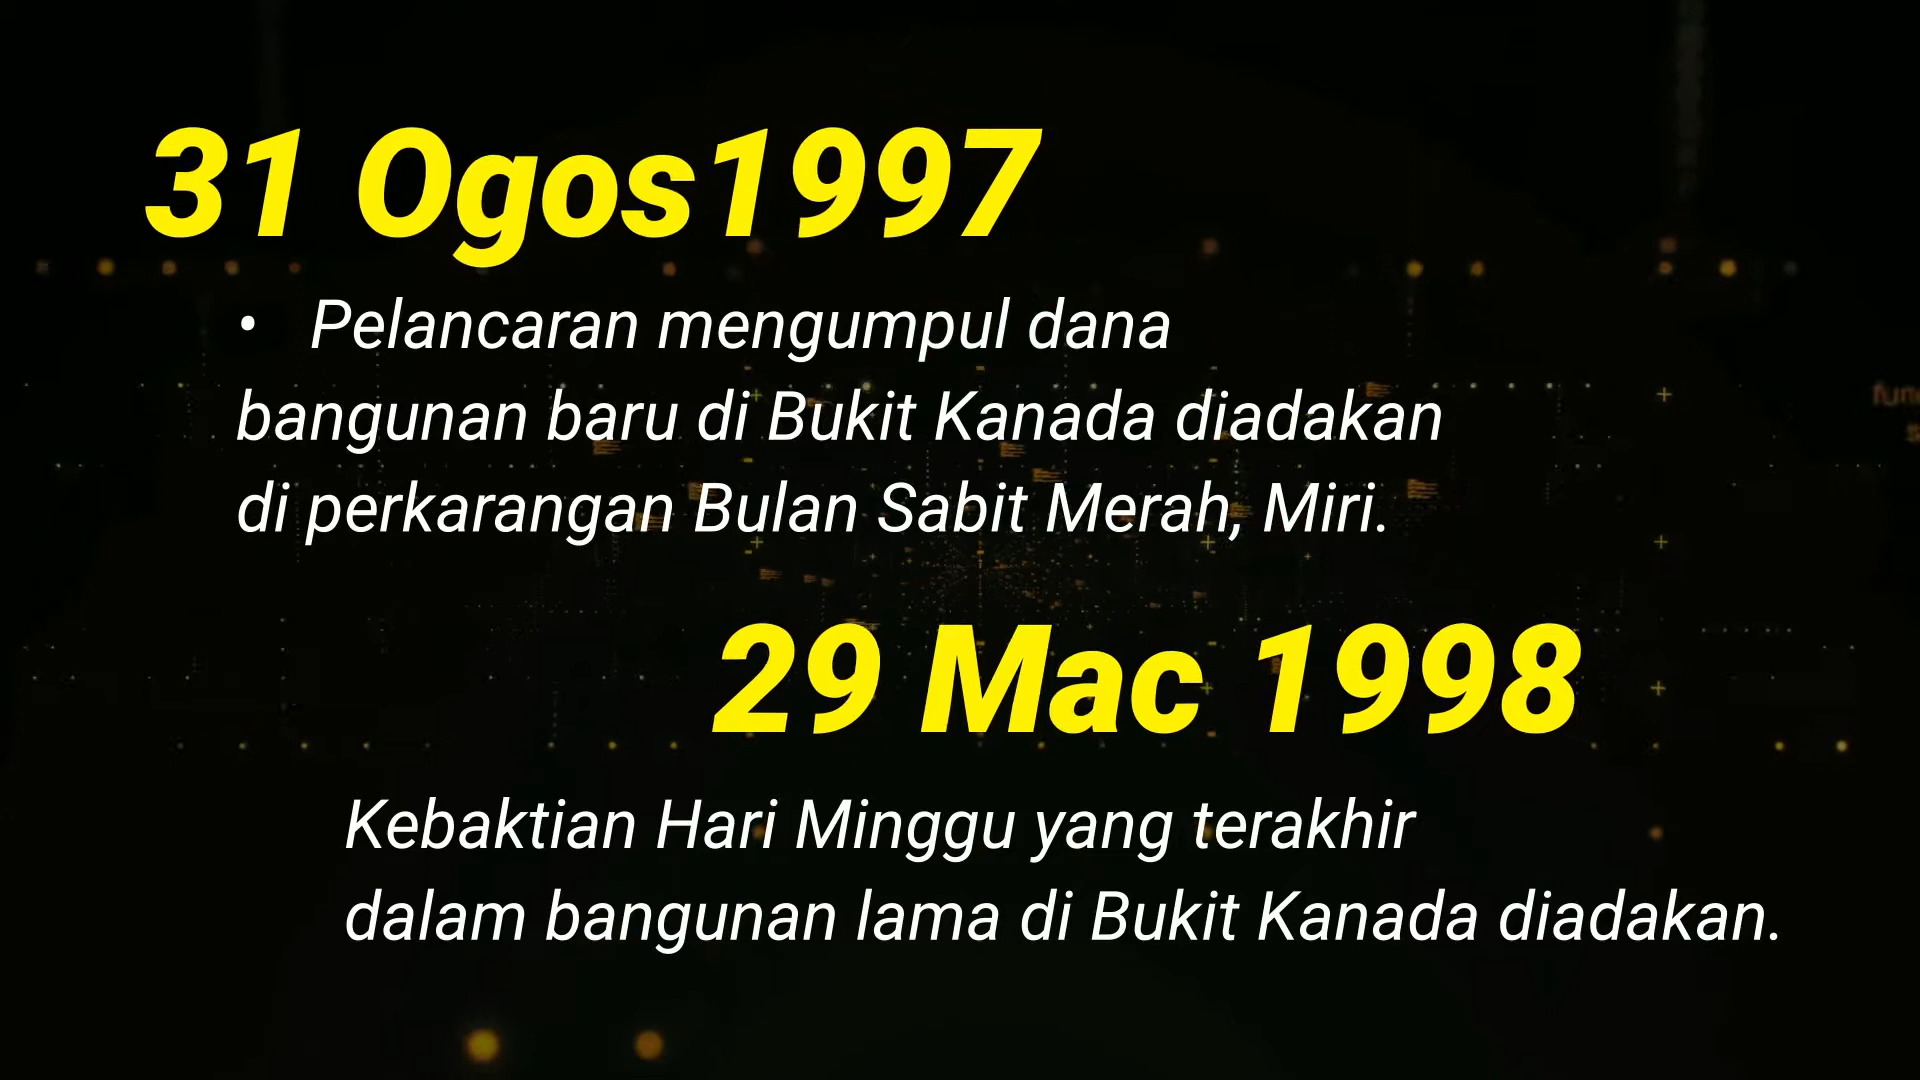 31 Ogos1997
• Pelancaran mengumpul dana
bangunan baru di Bukit Kanada diadakan
di perkarangan Bulan Sabit Merah, Miri.
29 Mac 1998
Kebaktian Hari Minggu yang terakhir
dalam bangunan lama di Bukit Kanada diadakan.